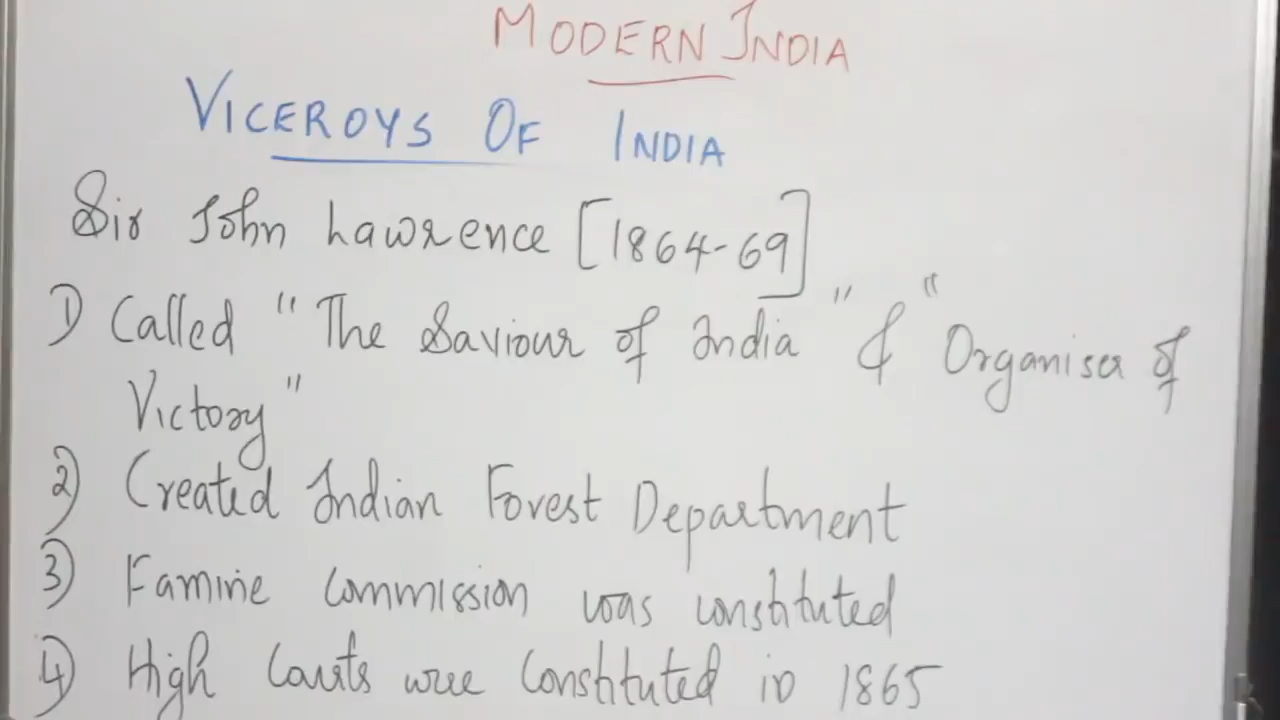 MODERN INDIA
VICEROYS OF INDIA
Sir John Lawrence [1864-69]
1) Called "The Saviour of India" & "Organiser of
Victory"
2) Created Indian Forest Department
3) Famine Commission was constituted
4) High Courts were Constituted in 1865